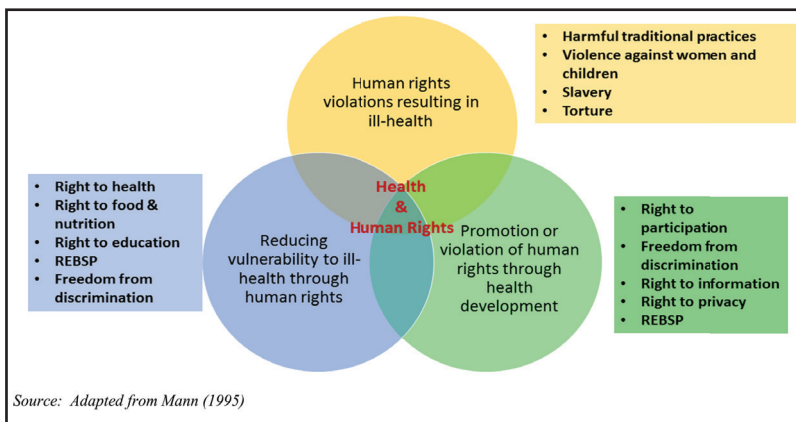 Human rights
violations resulting in
ill-health
• Harmful traditional practices
• Violence against women and
children
• Slavery
• Torture
• Right to health
• Right to food &
nutrition
• Right to education
• REBSP
• Freedom from
discrimination
Health
&
Human Rights
Reducing
vulnerability to ill-
health through
human rights
Promotion or
violation of human
rights through
health
development
• Right to
participation
• Freedom from
discrimination
• Right to information
• Right to privacy
• REBSP
Source: Adapted from Mann (1995)